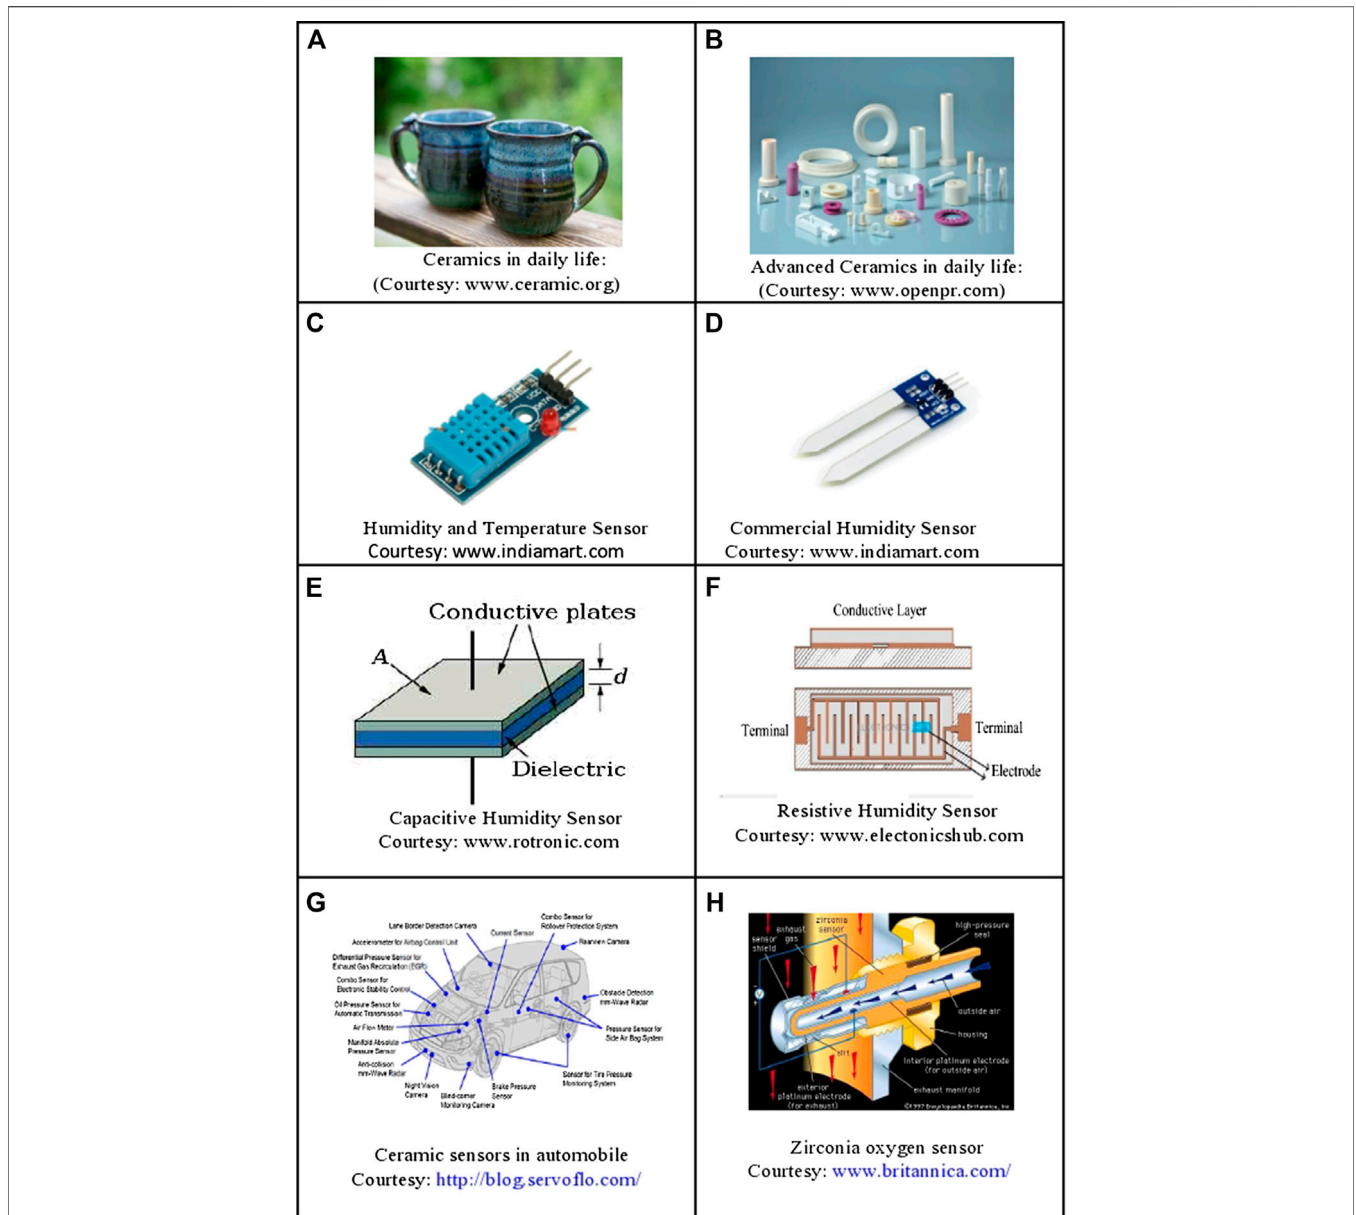 A
Ceramics in daily life:
(Courtesy: www.ceramic.org)
B
Advanced Ceramics in daily life:
(Courtesy: www.openpr.com)
C
VCC
DATA
Humidity and Temperature Sensor
Courtesy: www.indiamart.com
D
Commercial Humidity Sensor
Courtesy: www.indiamart.com
E
Conductive plates
A
d
Dielectric
Capacitive Humidity Sensor
Courtesy: www.rotronic.com
F
Conductive Layer
Terminal
Terminal
Electrode
Resistive Humidity Sensor
Courtesy: www.electonicshub.com
G
Combo Sensor for
Rollover Protection System
Lane Border Detection Camera
Current Sensor
Rearview Camera
Accelerometer for Airbag Control Unit
Differential Pressure Sensor for
Exhaust Gas Recirculation (EGR)
Combo Sensor for
Electronic Stability Control
Oil Pressure Sensor for
Automatic Transmission
Air Flow Meter
Manifold Absolute
Pressure Sensor
Anti-collision
mm-Wave Radar
Night Vision
Camera
Blind-corner
Monitoring Camera
Brake Pressure
Sensor
Sensor for Tire Pressure
Monitoring System
Pressure Sensor for
Side Air Bag System
Obstacle Detection
mm-Wave Radar
Ceramic sensors in automobile
Courtesy: http://blog.servoflo.com/
H
sensor
shield
exhaust
gas
zirconia
sensor
high-pressure
seal
outside air
housing
interior platinum electrode
(for outside air)
exhaust manifold
slit
exterior
platinum electrode
(for exhaust)
V
©1997 Encyclopaedia Britannica, Inc
Zirconia oxygen sensor
Courtesy: www.britannica.com/